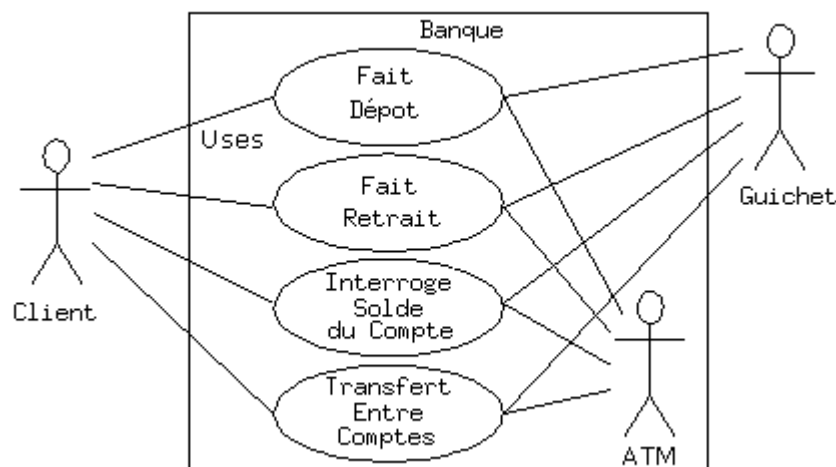 Banque
Fait
Dépot
Uses
Fait
Retrait
Guichet
Interroge
Solde
du Compte
Client
Transfert
Entre
Comptes
ATM